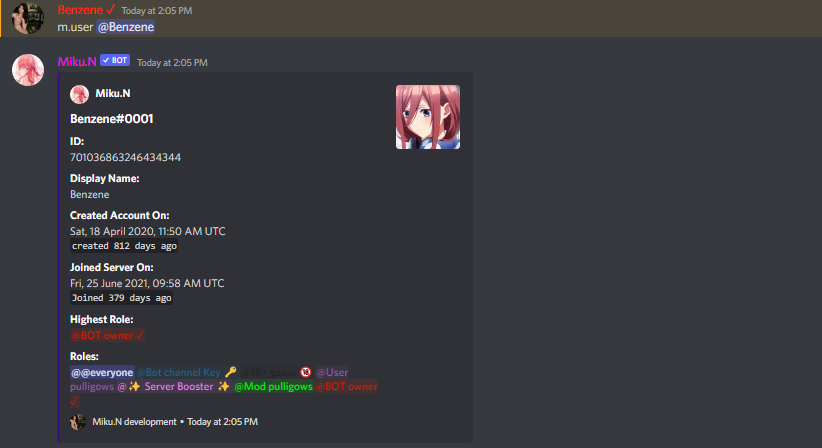 Benzene ✓ Today at 2:05 PM
m.user @Benzene
Miku.N ✓ BOT Today at 2:05 PM
Miku.N
Benzene#0001
ID:
701036863246434344
Display Name:
Benzene
Created Account On:
Sat, 18 April 2020, 11:50 AM UTC
created 812 days ago
Joined Server On:
Fri, 25 June 2021, 09:58 AM UTC
Joined 379 days ago
Highest Role:
@BOT owner ✓
Roles:
@@everyone @Bot channel Key 🔑 🔞 @User
pulligows @✨ Server Booster ✨ @Mod pulligows @BOT owner
✓
Miku.N development • Today at 2:05 PM